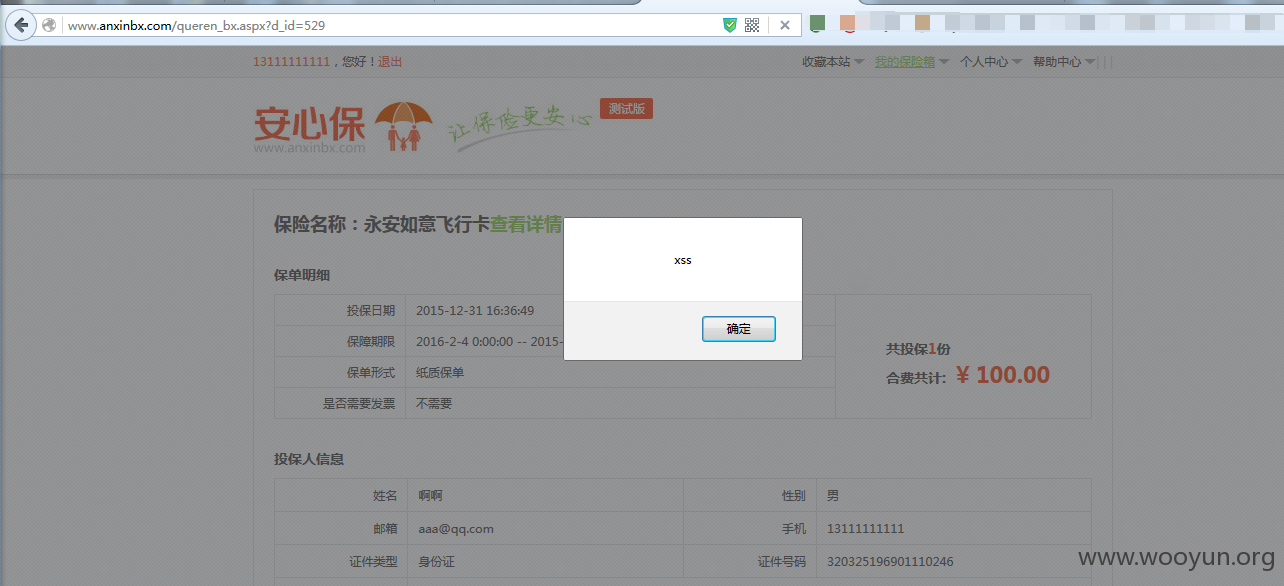 www.anxinbx.com/queren_bx.aspx?d_id=529
13111111111，您好！退出
收藏本站 我的保险箱 个人中心 帮助中心
安心保
www.anxinbx.com
让保险更安心
测试版
保险名称：永安如意飞行卡查看详情
xss
确定
保单明细
投保日期 2015-12-31 16:36:49
保障期限 2016-2-4 0:00:00 -- 2015-
保单形式 纸质保单
是否需要发票 不需要
共投保1份
合费共计: ¥ 100.00
投保人信息
姓名 啊啊 性别 男
邮箱 aaa@qq.com 手机 13111111111
证件类型 身份证 证件号码 320325196901110246
www.wooyun.org